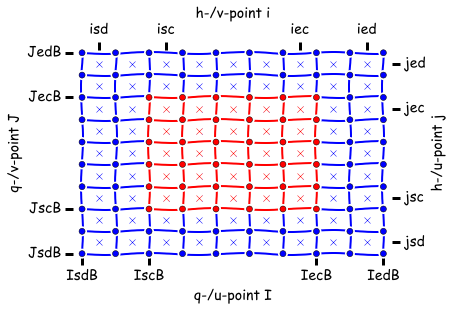 h-/v-point i
isd isc iec ied
JedB jed
JecB jec
q-/v-point J
h-/u-point j
JscB jsc
JsdB jsd
IsdB IscB IecB IedB
q-/u-point I